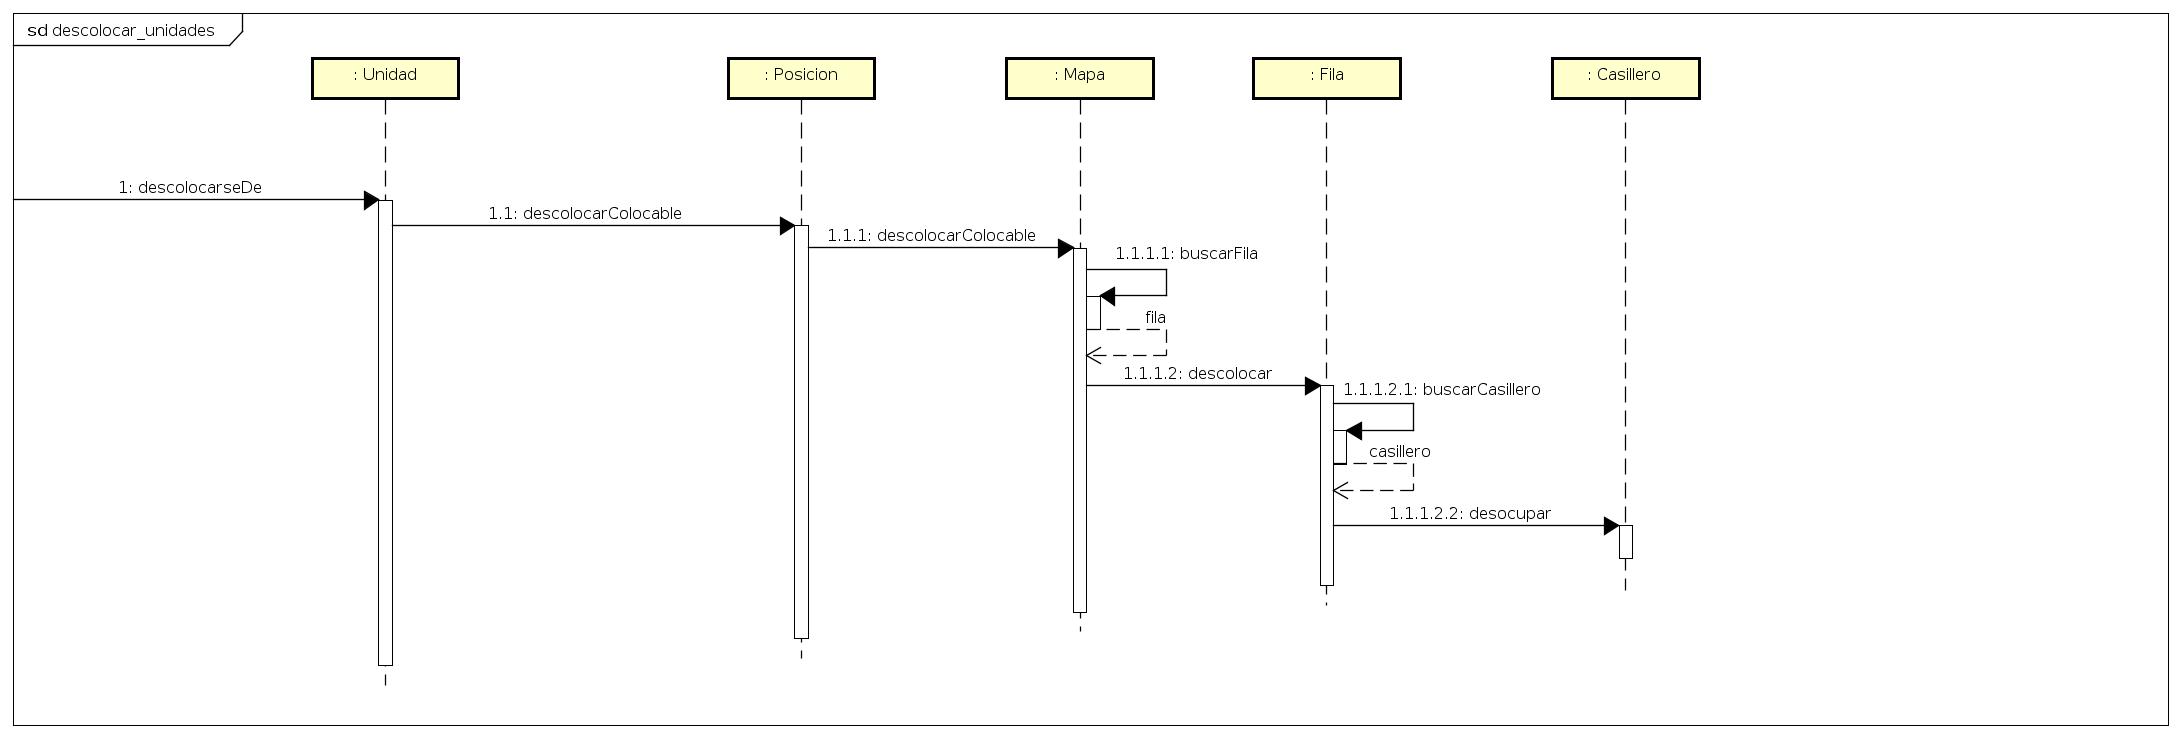 sd descolocar_unidades
: Unidad
: Posicion
: Mapa
: Fila
: Casillero
1: descolocarseDe
1.1: descolocarColocable
1.1.1: descolocarColocable
1.1.1.1: buscarFila
fila
1.1.1.2: descolocar
1.1.1.2.1: buscarCasillero
casillero
1.1.1.2.2: desocupar